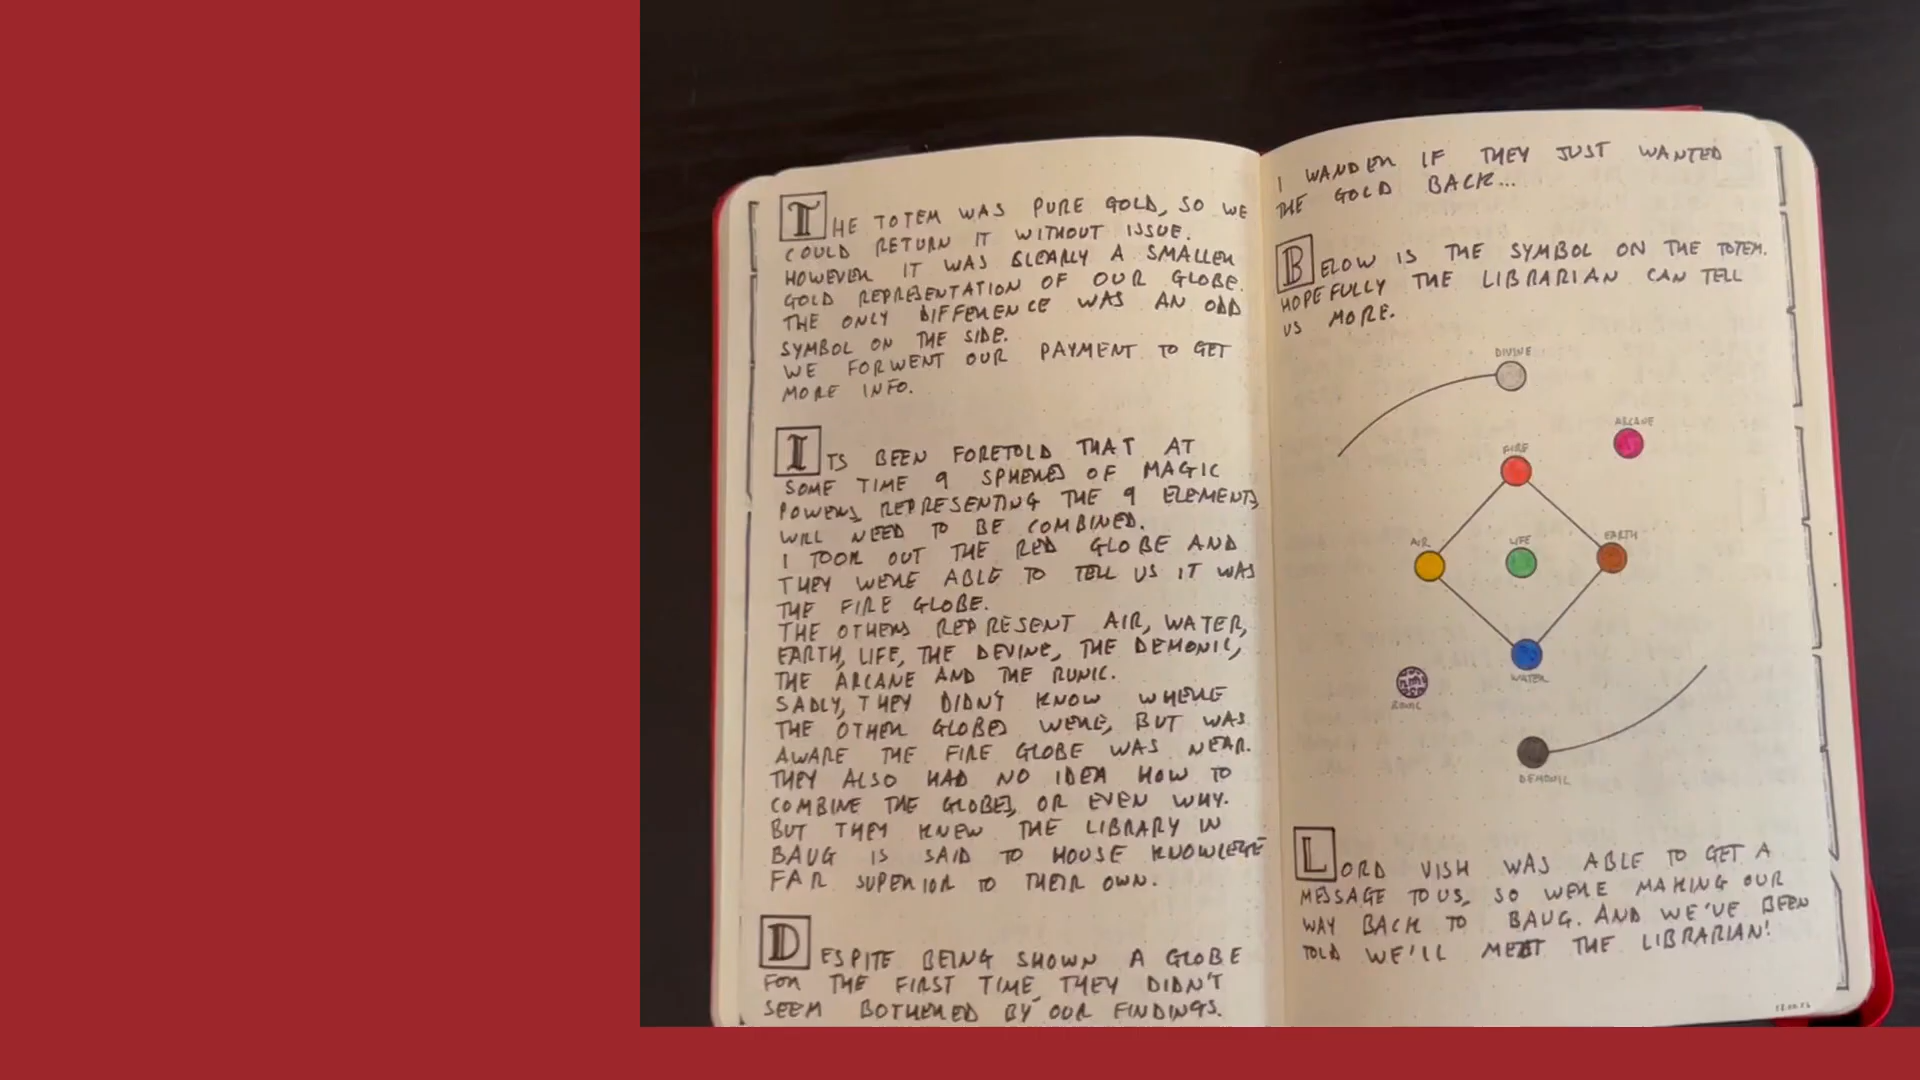 THE TOTEM WAS PURE GOLD, SO WE
COULD RETURN IT WITHOUT ISSUE.
HOWEVER IT WAS CLEARLY A SMALLER
GOLD REPRESENTATION OF OUR GLOBE.
THE ONLY DIFFERENCE WAS AN ODD
SYMBOL ON THE SIDE.
WE FORWENT OUR PAYMENT TO GET
MORE INFO.
ITS BEEN FORETOLD THAT AT
SOME TIME 9 SPHERES OF MAGIC
POWERS, REPRESENTING THE 9 ELEMENTS,
WILL NEED TO BE COMBINED.
I TOOK OUT THE RED GLOBE AND
THEY WERE ABLE TO TELL US IT WAS
THE FIRE GLOBE.
THE OTHERS REPRESENT AIR, WATER,
EARTH, LIFE, THE DEVINE, THE DEMONIC,
THE ARCANE AND THE RUNIC.
SADLY, THEY DIDN'T KNOW WHERE
THE OTHER GLOBES WERE, BUT WAS
AWARE THE FIRE GLOBE WAS NEAR.
THEY ALSO HAD NO IDEA HOW TO
COMBINE THE GLOBES, OR EVEN WHY.
BUT THEY KNEW THE LIBRARY IN
BAUG IS SAID TO HOUSE KNOWLEGE
FAR SUPERIOR TO THEIR OWN.
DESPITE BEING SHOWN A GLOBE
FOR THE FIRST TIME, THEY DIDN'T
SEEM BOTHERED BY OUR FINDINGS.
I WANDER IF THEY JUST WANTED
THE GOLD BACK...
BELOW IS THE SYMBOL ON THE TOTEM.
HOPEFULLY THE LIBRARIAN CAN TELL
US MORE.
DIVINE
ARCANE
FIRE
AIR
LIFE
EARTH
WATER
RUNIC
DEMONIC
LORD VISH WAS ABLE TO GET A
MESSAGE TO US, SO WERE MAKING OUR
WAY BACK TO BAUG. AND WE'VE BEEN
TOLD WE'LL MEET THE LIBRARIAN!